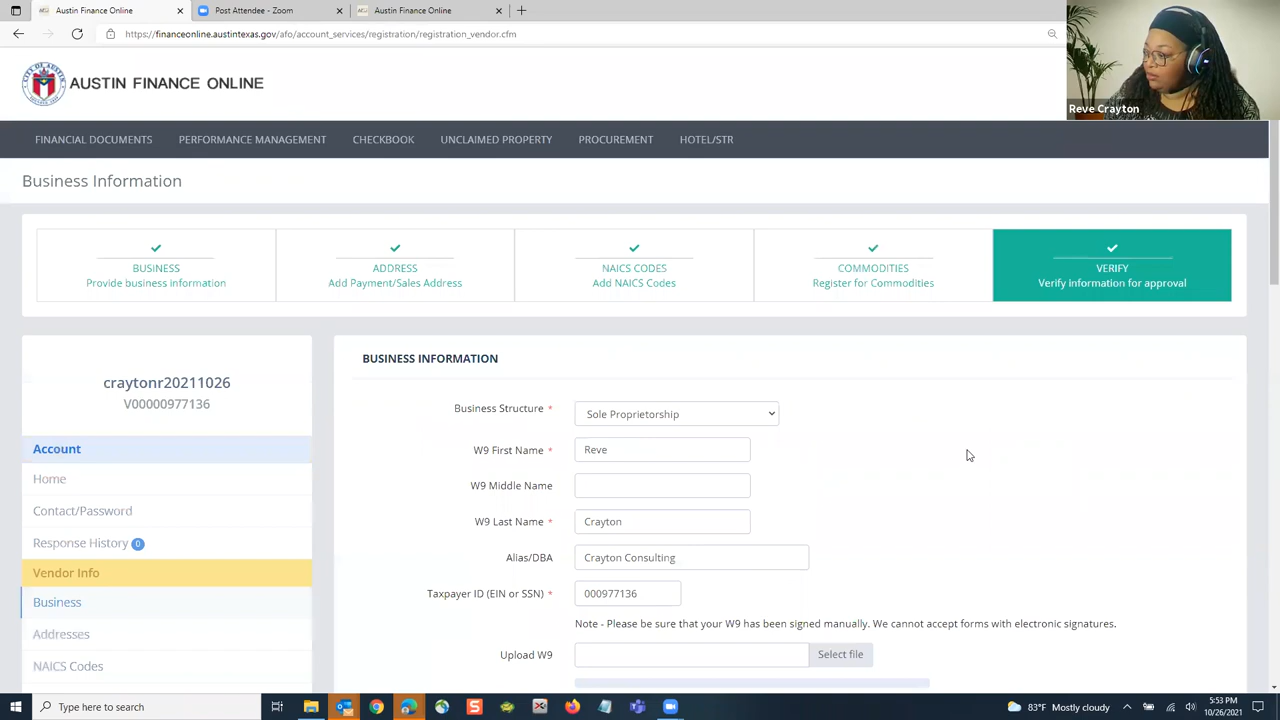 Austin Finance Online
Post Attendee - Zoom
Austin Finance Online
https://financeonline.austintexas.gov/afo/account_services/registration/registration_vendor.cfm
Reve Crayton
AUSTIN FINANCE ONLINE
FINANCIAL DOCUMENTS
PERFORMANCE MANAGEMENT
CHECKBOOK
UNCLAIMED PROPERTY
PROCUREMENT
HOTEL/STR
Business Information
BUSINESS
Provide business information
ADDRESS
Add Payment/Sales Address
NAICS CODES
Add NAICS Codes
COMMODITIES
Register for Commodities
VERIFY
Verify Information for approval
craytonr20211026
V00000977136
Account
Home
Contact/Password
Response History 0
Vendor Info
Business
Addresses
NAICS Codes
BUSINESS INFORMATION
Business Structure * Sole Proprietorship
W9 First Name * Reve
W9 Middle Name
W9 Last Name * Crayton
Alias/DBA Crayton Consulting
Taxpayer ID (EIN or SSN) * 000977136
Note - Please be sure that your W9 has been signed manually. We cannot accept forms with electronic signatures.
Upload W9 Select file
Type here to search
83°F Mostly cloudy
5:53 PM
10/26/2021